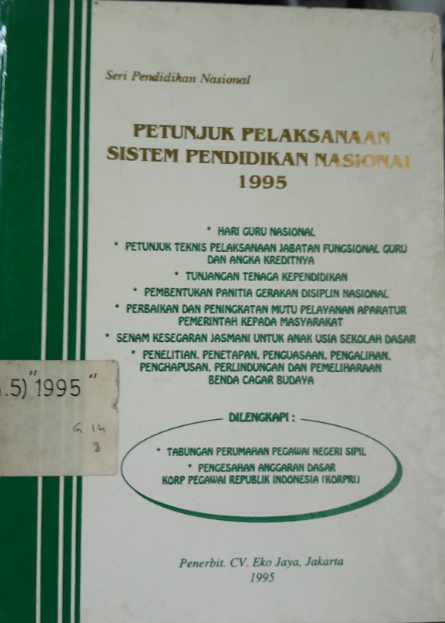 Seri Pendidikan Nasional
PETUNJUK PELAKSANAAN
SISTEM PENDIDIKAN NASIONAL
1995
* HARI GURU NASIONAL
* PETUNJUK TEKNIS PELAKSANAAN JABATAN FUNGSIONAL GURU
DAN ANGKA KREDITNYA
* TUNJANGAN TENAGA KEPENDIDIKAN
* PEMBENTUKAN PANITIA GERAKAN DISIPLIN NASIONAL
* PERBAIKAN DAN PENINGKATAN MUTU PELAYANAN APARATUR
PEMERINTAH KEPADA MASYARAKAT
* SENAM KESEGARAN JASMANI UNTUK ANAK USIA SEKOLAH DASAR
* PENELITIAN, PENETAPAN, PENGUASAAN, PENGALIHAN,
PENGHAPUSAN, PERLINDUNGAN DAN PEMELIHARAAN
BENDA CAGAR BUDAYA
.5)"1995"
G 14
DILENGKAPI :
* TABUNGAN PERUMAHAN PEGAWAI NEGERI SIPIL
* PENGESAHAN ANGGARAN DASAR
KORP PEGAWAI REPUBLIK INDONESIA (KORPRI)
Penerbit. CV. Eko Jaya, Jakarta
1995